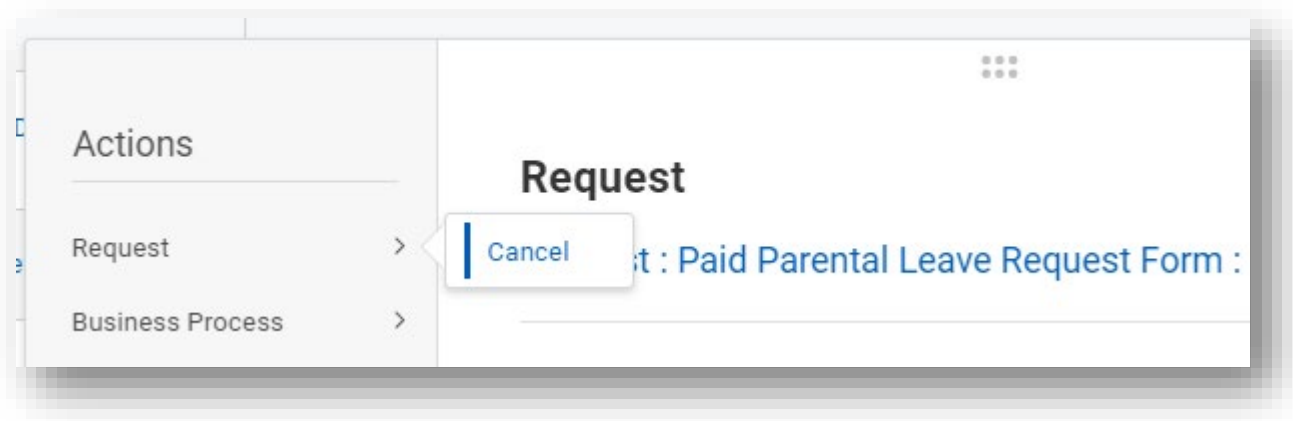 Actions
Request
Request
Cancel
st : Paid Parental Leave Request Form :
Business Process